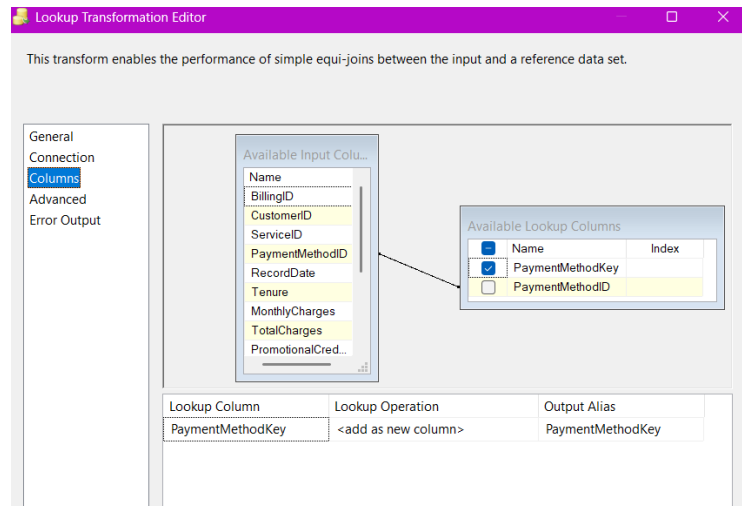 Lookup Transformation Editor
This transform enables the performance of simple equi-joins between the input and a reference data set.
General
Connection
Columns
Advanced
Error Output
Available Input Colu...
Name
BillingID
CustomerID
ServiceID
PaymentMethodID
RecordDate
Tenure
MonthlyCharges
TotalCharges
PromotionalCred...
Available Lookup Columns
Name Index
PaymentMethodKey
PaymentMethodID
Lookup Column Lookup Operation Output Alias
PaymentMethodKey <add as new column> PaymentMethodKey